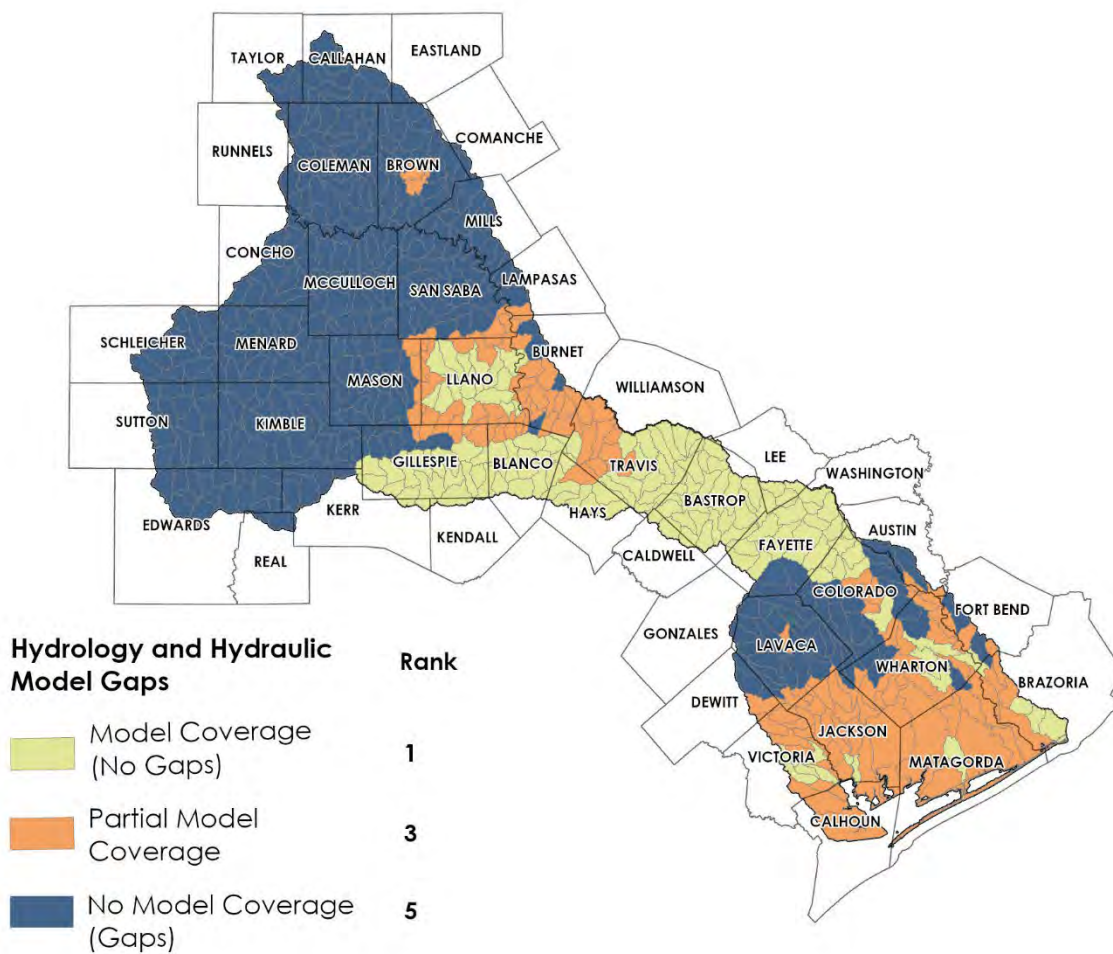 TAYLOR
CALLAHAN
EASTLAND
COMANCHE
RUNNELS
COLEMAN
BROWN
MILLS
CONCHO
MCCULLOCH
SAN SABA
LAMPASAS
SCHLEICHER
MENARD
BURNET
MASON
LLANO
WILLIAMSON
SUTTON
KIMBLE
GILLESPIE
BLANCO
TRAVIS
LEE
WASHINGTON
BASTROP
EDWARDS
KERR
HAYS
AUSTIN
REAL
KENDALL
CALDWELL
FAYETTE
COLORADO
FORT BEND
GONZALES
LAVACA
WHARTON
BRAZORIA
DEWITT
JACKSON
VICTORIA
MATAGORDA
CALHOUN
Hydrology and Hydraulic
Model Gaps
Rank
Model Coverage
(No Gaps)
1
Partial Model
Coverage
3
No Model Coverage
(Gaps)
5